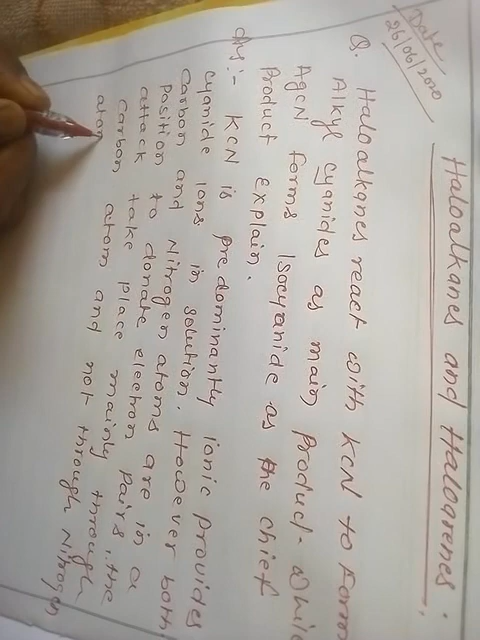 Date
26/06/2020
Haloalkanes and Haloarenes.
Q. Haloalkanes react with KCN to Form
Alkyl cyanides as main product. While
AgCN forms Isocyanide as the chief
Product Explain.
Ans:- KCN is predominantly ionic provides
cyanide ions in solution. However both
Carbon and Nitrogen atoms are in a
Position to donate electron pairs, the
attack take place mainly through
carbon atom and not through Nitrogen
atom